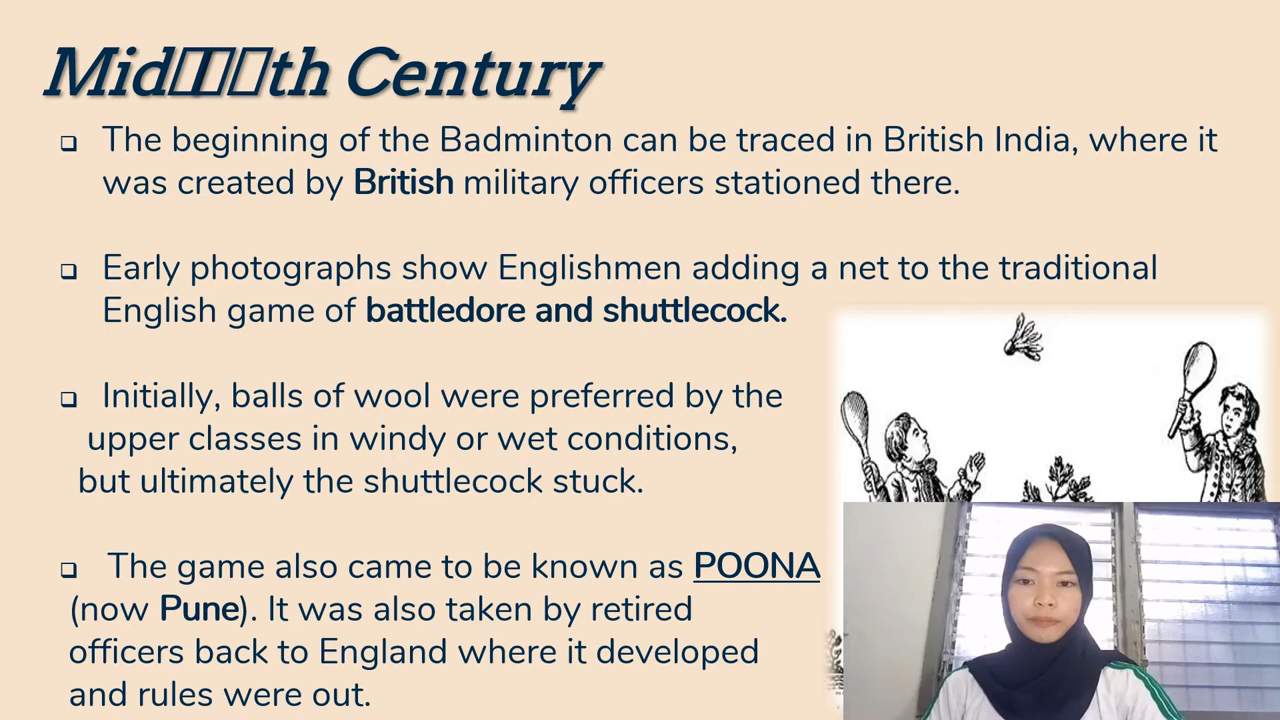 Mid th Century
❑ The beginning of the Badminton can be traced in British India, where it
was created by British military officers stationed there.
❑ Early photographs show Englishmen adding a net to the traditional
English game of battledore and shuttlecock.
❑ Initially, balls of wool were preferred by the
upper classes in windy or wet conditions,
but ultimately the shuttlecock stuck.
❑ The game also came to be known as POONA
(now Pune). It was also taken by retired
officers back to England where it developed
and rules were out.